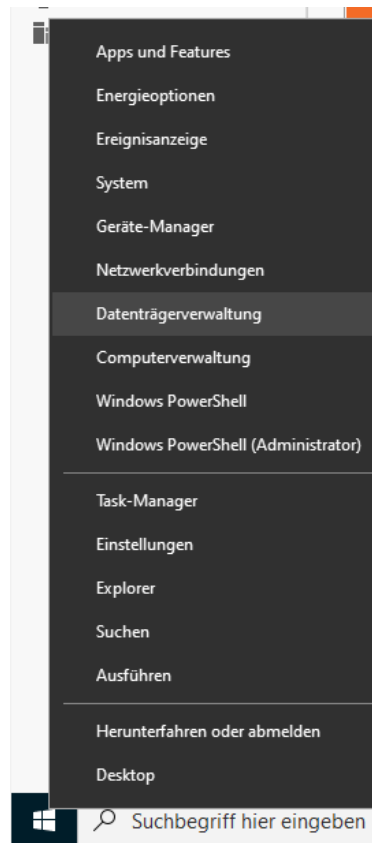 Apps und Features
Energieoptionen
Ereignisanzeige
System
Geräte-Manager
Netzwerkverbindungen
Datenträgerverwaltung
Computerverwaltung
Windows PowerShell
Windows PowerShell (Administrator)
Task-Manager
Einstellungen
Explorer
Suchen
Ausführen
Herunterfahren oder abmelden
Desktop
Suchbegriff hier eingeben